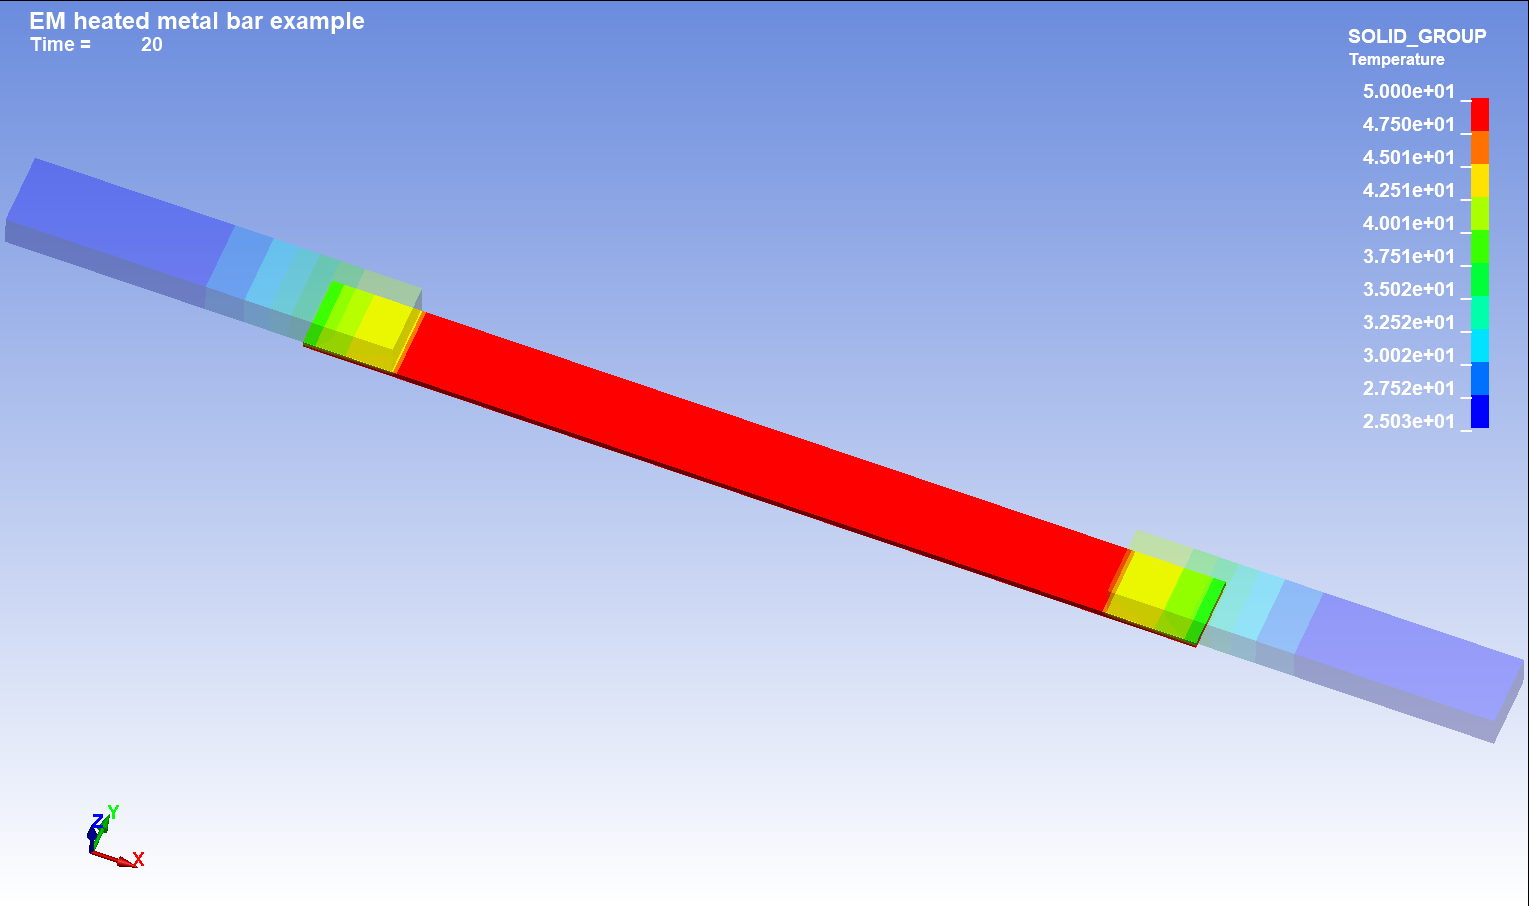 EM heated metal bar example
Time = 20
SOLID_GROUP
Temperature
5.000e+01
4.750e+01
4.501e+01
4.251e+01
4.001e+01
3.751e+01
3.502e+01
3.252e+01
3.002e+01
2.752e+01
2.503e+01
Z Y
X